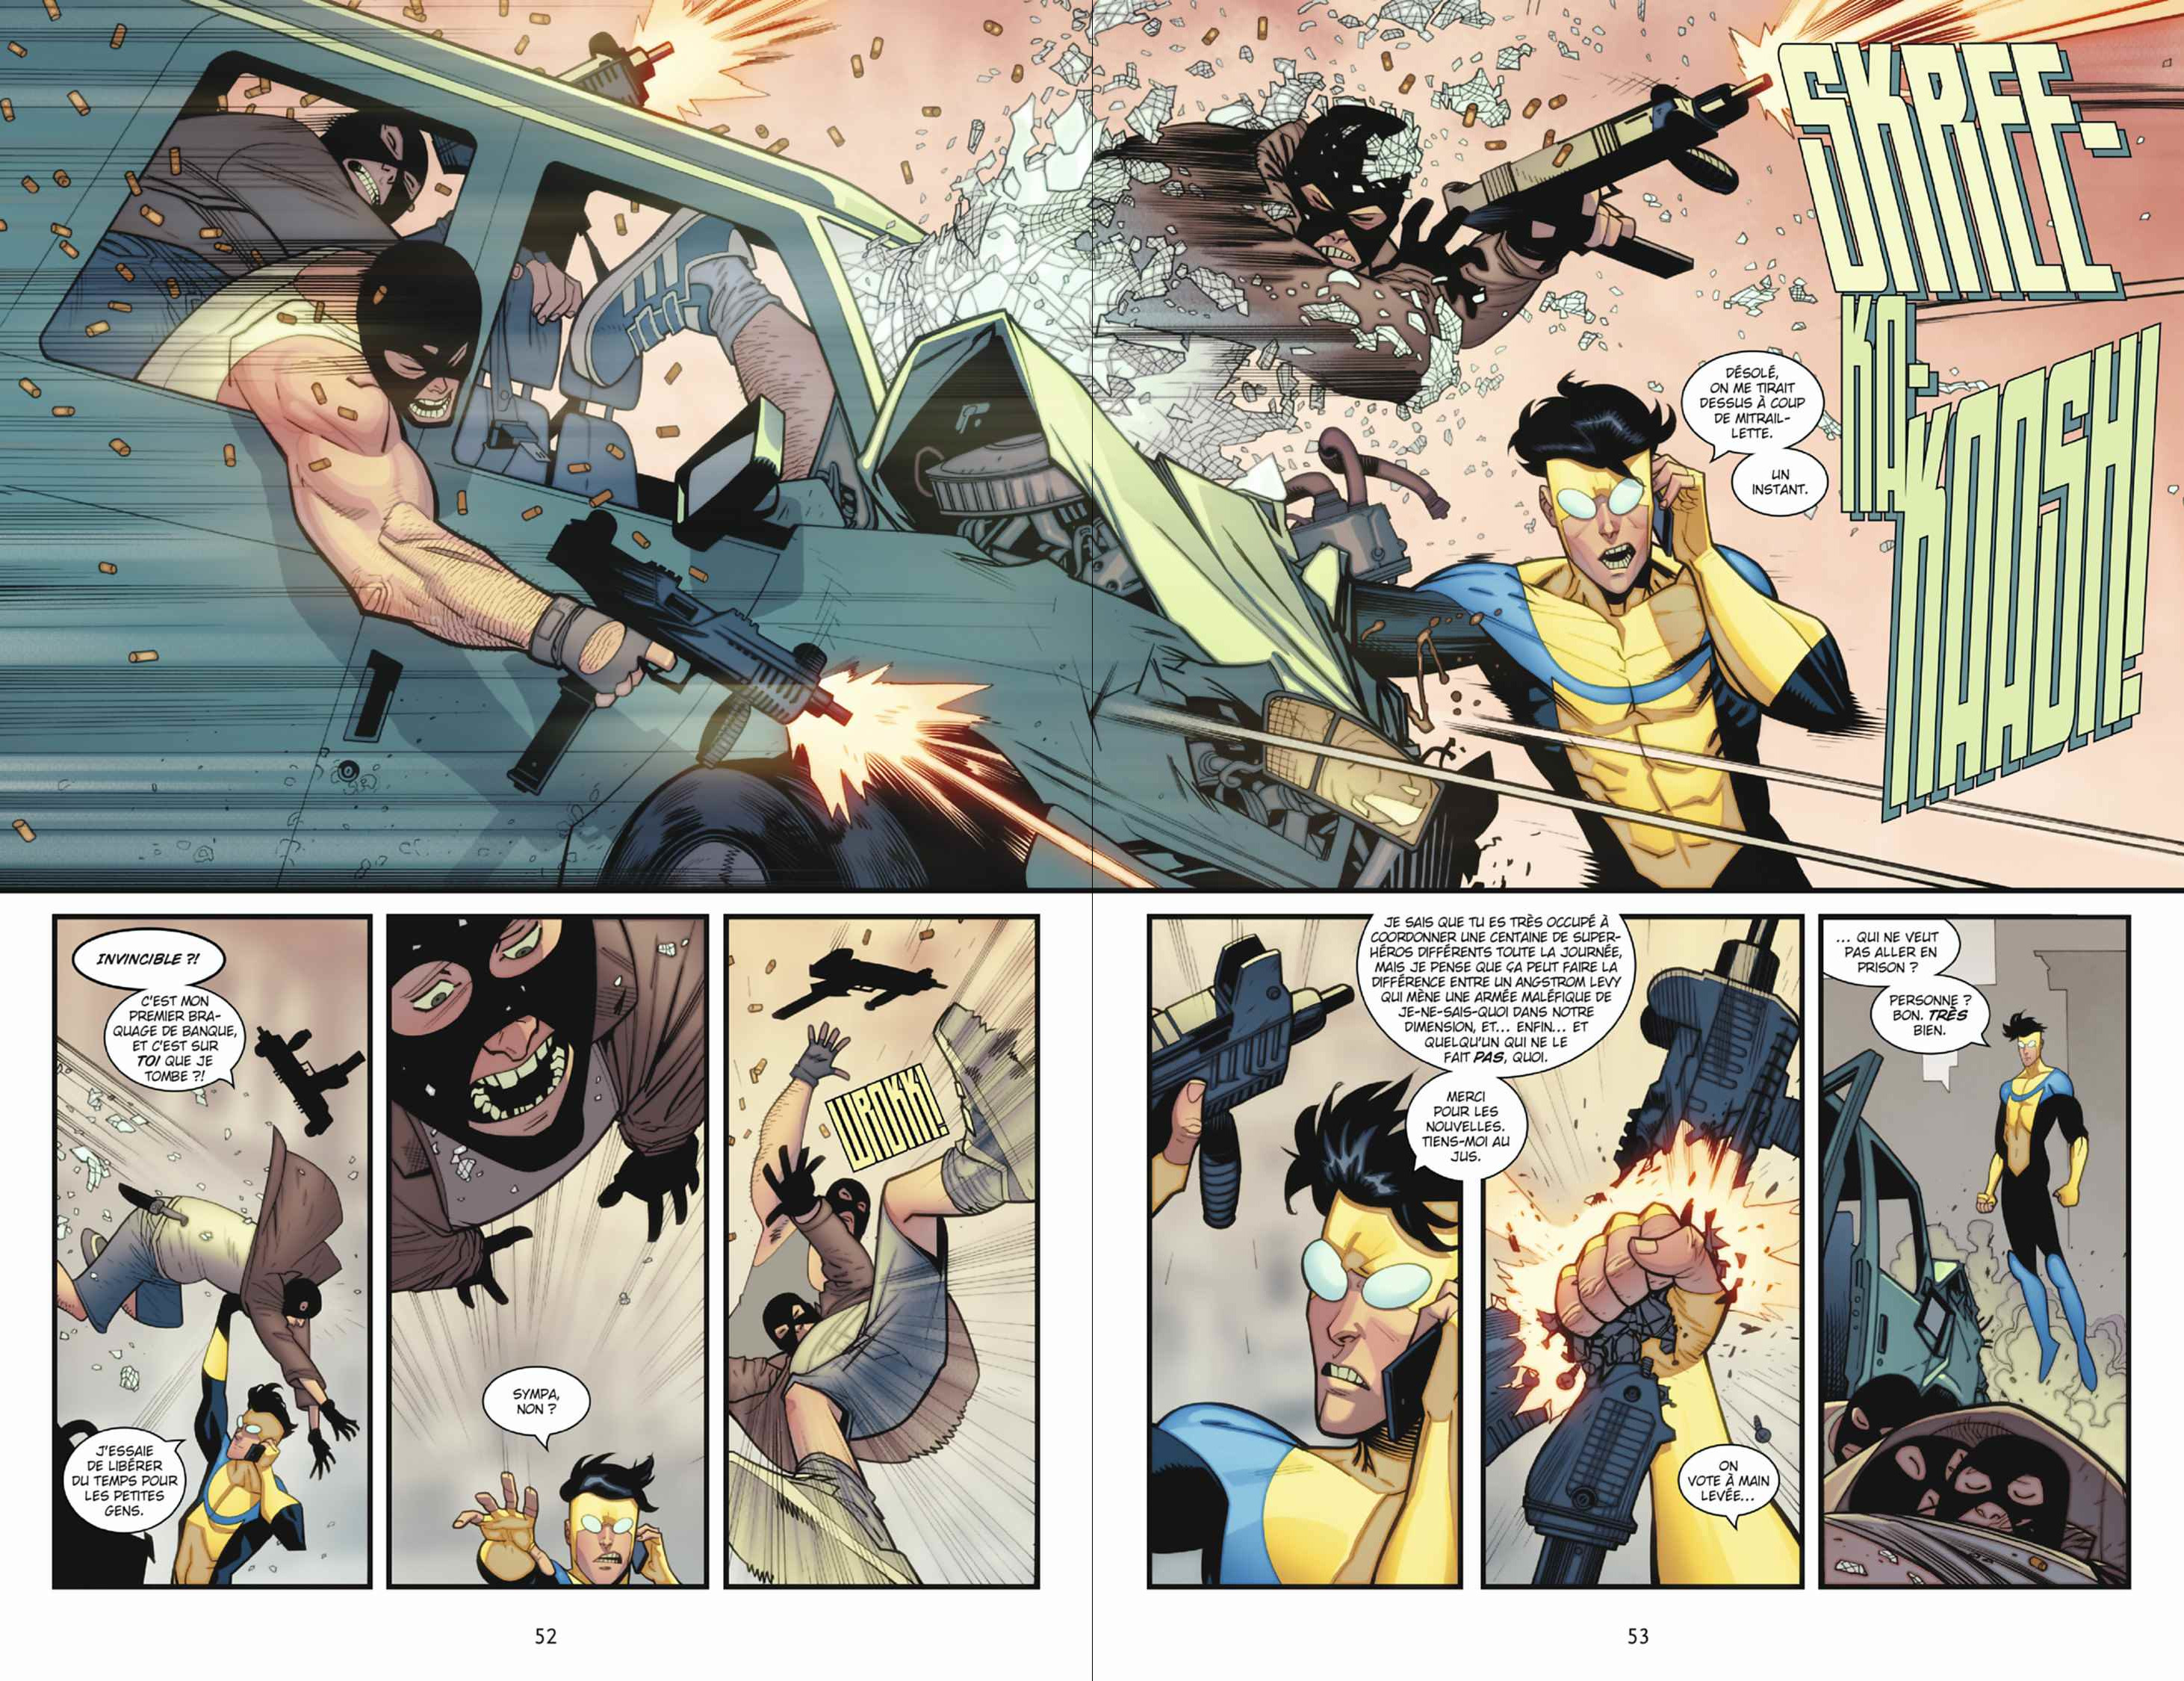 SKREE-
KA-
KOOSH!
DÉSOLÉ,
ON ME TIRAIT
DESSUS À COUP
DE MITRAIL-
LETTE.
UN
INSTANT.
INVINCIBLE ?!
C'EST MON
PREMIER BRA-
QUAGE DE BANQUE,
ET C'EST SUR
TOI QUE JE
TOMBE ?!
J'ESSAIE
DE LIBÉRER
DU TEMPS POUR
LES PETITES
GENS.
SYMPA,
NON ?
WROKK!
JE SAIS QUE TU ES TRÈS OCCUPÉ À
COORDONNER UNE CENTAINE DE SUPER-
HÉROS DIFFÉRENTS TOUTE LA JOURNÉE,
MAIS JE PENSE QUE ÇA PEUT FAIRE LA
DIFFÉRENCE ENTRE UN ANGSTROM LEVY
QUI MÈNE UNE ARMÉE MALÉFIQUE DE
JE-NE-SAIS-QUOI DANS NOTRE
DIMENSION, ET... ENFIN... ET
QUELQU'UN QUI NE LE
FAIT PAS, QUOI.
MERCI
POUR LES
NOUVELLES.
TIENS-MOI AU
JUS.
ON
VOTE À MAIN
LEVÉE...
... QUI NE VEUT
PAS ALLER EN
PRISON ?
PERSONNE ?
BON. TRÈS
BIEN.
52
53